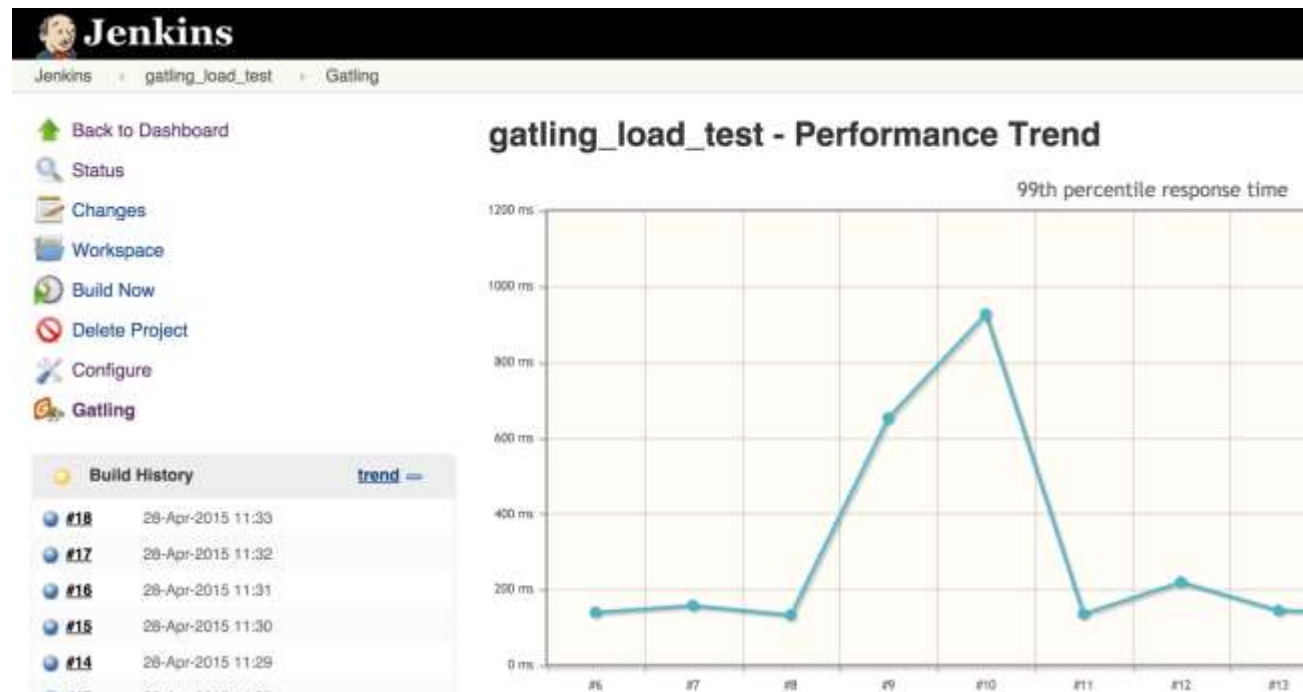 Jenkins
Jenkins gatling_load_test Gatling
Back to Dashboard
Status
Changes
Workspace
Build Now
Delete Project
Configure
Gatling
Build History trend
#18 28-Apr-2015 11:33
#17 28-Apr-2015 11:32
#16 28-Apr-2015 11:31
#15 28-Apr-2015 11:30
#14 28-Apr-2015 11:29
gatling_load_test - Performance Trend
99th percentile response time
1200 ms
1000 ms
800 ms
600 ms
400 ms
200 ms
0 ms
#6 #7 #8 #9 #10 #11 #12 #13